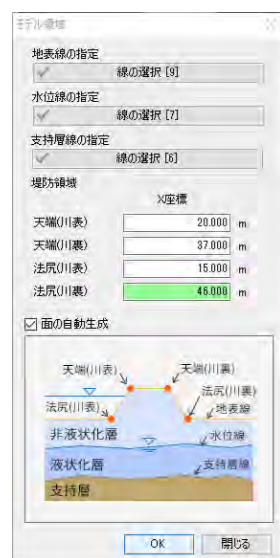 モデル領域
地表線の指定
線の選択 [9]
水位線の指定
線の選択 [7]
支持層線の指定
線の選択 [6]
堤防領域
X座標
天端(川表) 20.000 m
天端(川裏) 37.000 m
法尻(川表) 15.000 m
法尻(川裏) 46.000 m
面の自動生成
天端(川表) 天端(川裏)
法尻(川表) 法尻(川裏)
地表線
非液状化層 水位線
液状化層 支持層線
支持層
OK 閉じる